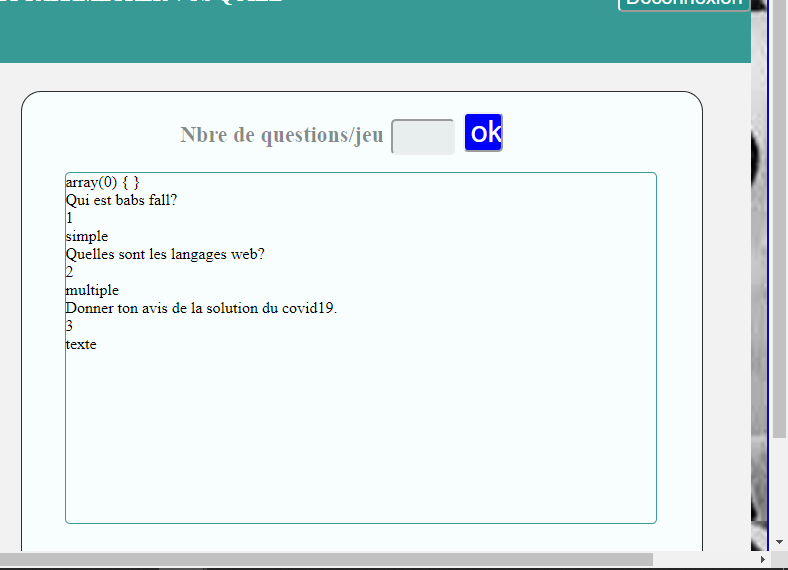 Déconnexion
Nbre de questions/jeu ok
array(0) { }
Qui est babs fall?
1
simple
Quelles sont les langages web?
2
multiple
Donner ton avis de la solution du covid19.
3
texte